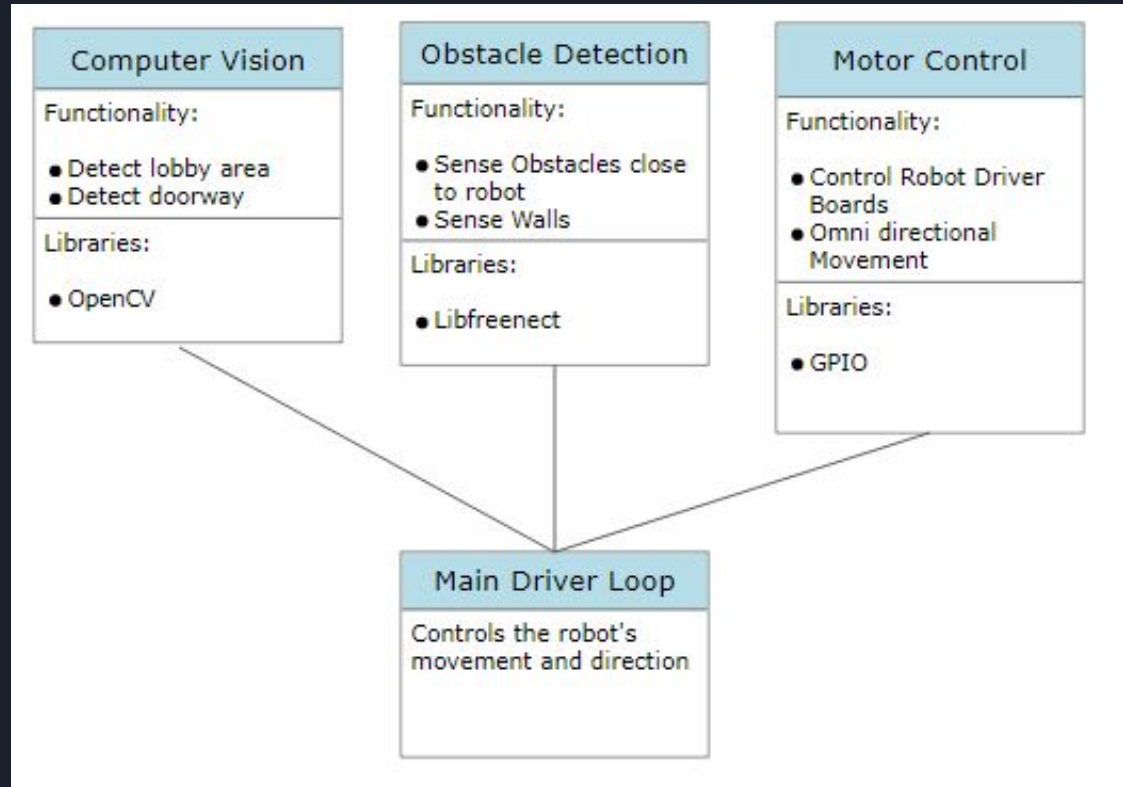 Computer Vision
Functionality:
● Detect lobby area
● Detect doorway
Libraries:
● OpenCV
Obstacle Detection
Functionality:
● Sense Obstacles close
to robot
● Sense Walls
Libraries:
● Libfreenect
Motor Control
Functionality:
● Control Robot Driver
Boards
● Omni directional
Movement
Libraries:
● GPIO
Main Driver Loop
Controls the robot's
movement and direction